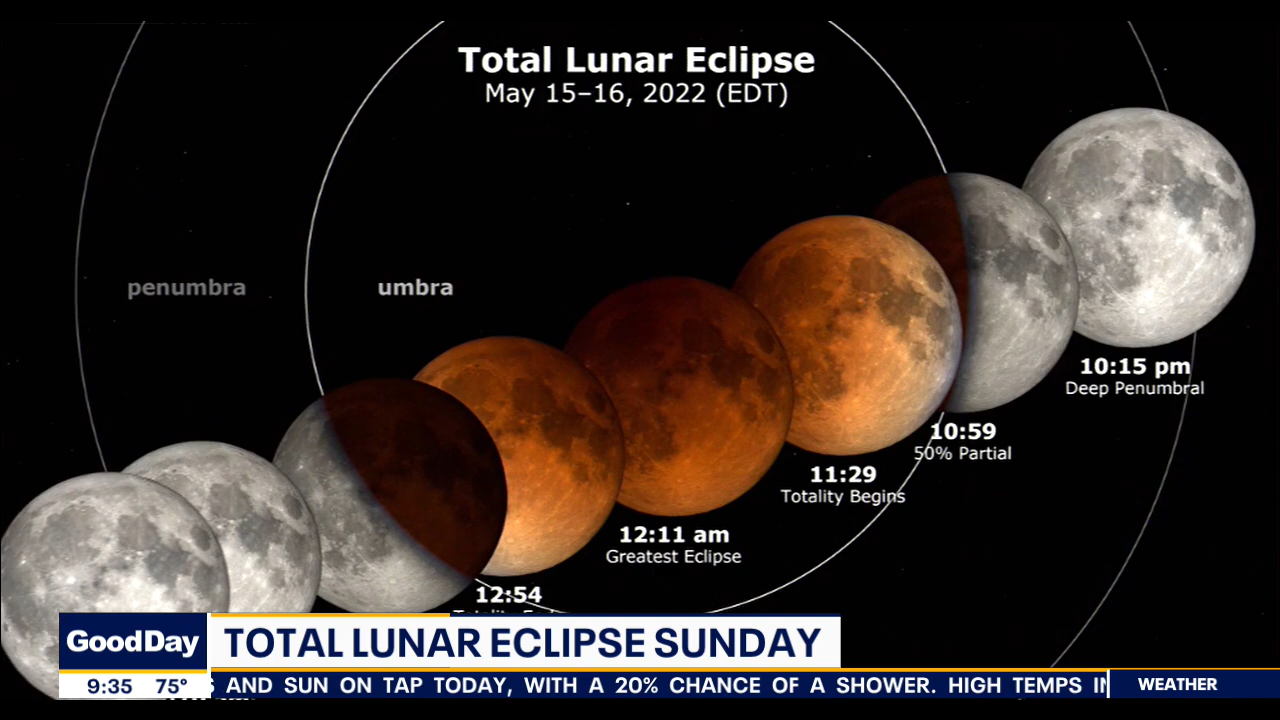 Total Lunar Eclipse
May 15–16, 2022 (EDT)
penumbra
umbra
10:15 pm
Deep Penumbral
10:59
50% Partial
11:29
Totality Begins
12:11 am
Greatest Eclipse
12:54
GoodDay
TOTAL LUNAR ECLIPSE SUNDAY
9:35 75°
AND SUN ON TAP TODAY, WITH A 20% CHANCE OF A SHOWER. HIGH TEMPS
WEATHER